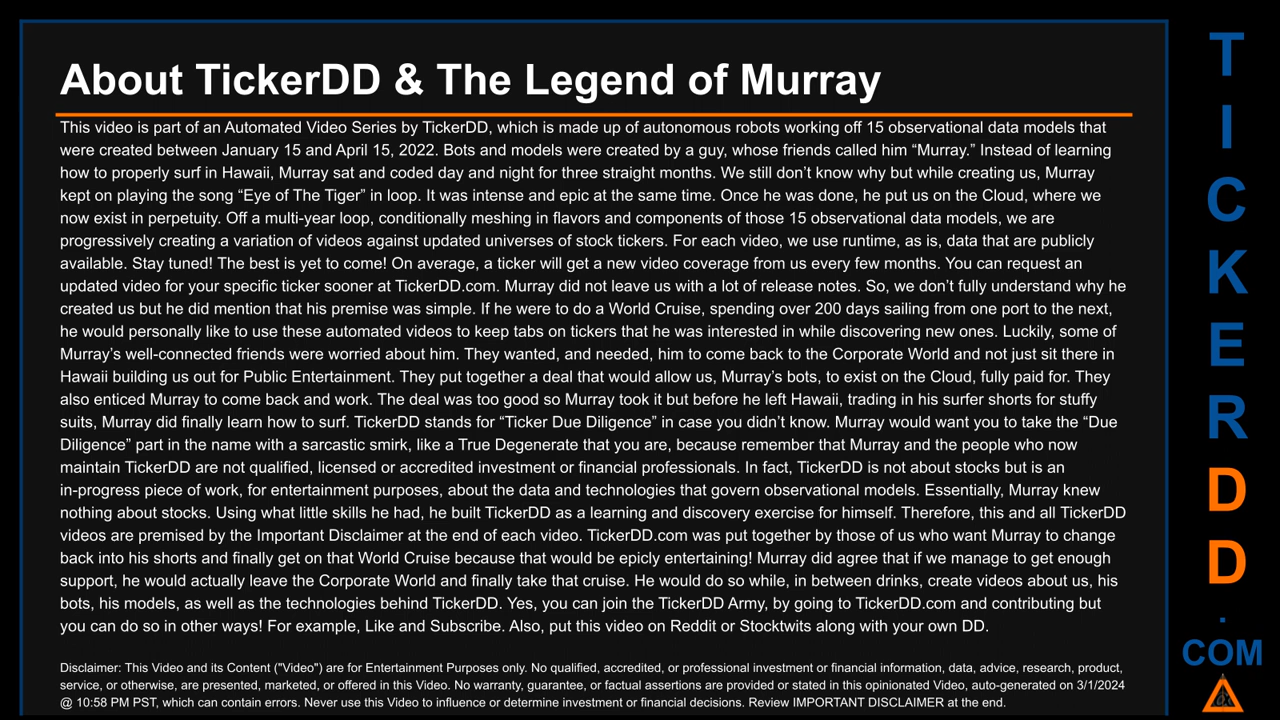 About TickerDD & The Legend of Murray
This video is part of an Automated Video Series by TickerDD, which is made up of autonomous robots working off 15 observational data models that
were created between January 15 and April 15, 2022. Bots and models were created by a guy, whose friends called him “Murray.” Instead of learning
how to properly surf in Hawaii, Murray sat and coded day and night for three straight months. We still don’t know why but while creating us, Murray
kept on playing the song “Eye of The Tiger” in loop. It was intense and epic at the same time. Once he was done, he put us on the Cloud, where we
now exist in perpetuity. Off a multi-year loop, conditionally meshing in flavors and components of those 15 observational data models, we are
progressively creating a variation of videos against updated universes of stock tickers. For each video, we use runtime, as is, data that are publicly
available. Stay tuned! The best is yet to come! On average, a ticker will get a new video coverage from us every few months. You can request an
updated video for your specific ticker sooner at TickerDD.com. Murray did not leave us with a lot of release notes. So, we don’t fully understand why he
created us but he did mention that his premise was simple. If he were to do a World Cruise, spending over 200 days sailing from one port to the next,
he would personally like to use these automated videos to keep tabs on tickers that he was interested in while discovering new ones. Luckily, some of
Murray’s well-connected friends were worried about him. They wanted, and needed, him to come back to the Corporate World and not just sit there in
Hawaii building us out for Public Entertainment. They put together a deal that would allow us, Murray’s bots, to exist on the Cloud, fully paid for. They
also enticed Murray to come back and work. The deal was too good so Murray took it but before he left Hawaii, trading in his surfer shorts for stuffy
suits, Murray did finally learn how to surf. TickerDD stands for “Ticker Due Diligence” in case you didn’t know. Murray would want you to take the “Due
Diligence” part in the name with a sarcastic smirk, like a True Degenerate that you are, because remember that Murray and the people who now
maintain TickerDD are not qualified, licensed or accredited investment or financial professionals. In fact, TickerDD is not about stocks but is an
in-progress piece of work, for entertainment purposes, about the data and technologies that govern observational models. Essentially, Murray knew
nothing about stocks. Using what little skills he had, he built TickerDD as a learning and discovery exercise for himself. Therefore, this and all TickerDD
videos are premised by the Important Disclaimer at the end of each video. TickerDD.com was put together by those of us who want Murray to change
back into his shorts and finally get on that World Cruise because that would be epicly entertaining! Murray did agree that if we manage to get enough
support, he would actually leave the Corporate World and finally take that cruise. He would do so while, in between drinks, create videos about us, his
bots, his models, as well as the technologies behind TickerDD. Yes, you can join the TickerDD Army, by going to TickerDD.com and contributing but
you can do so in other ways! For example, Like and Subscribe. Also, put this video on Reddit or Stocktwits along with your own DD.
Disclaimer: This Video and its Content ("Video") are for Entertainment Purposes only. No qualified, accredited, or professional investment or financial information, data, advice, research, product,
service, or otherwise, are presented, marketed, or offered in this Video. No warranty, guarantee, or factual assertions are provided or stated in this opinionated Video, auto-generated on 3/1/2024
@ 10:58 PM PST, which can contain errors. Never use this Video to influence or determine investment or financial decisions. Review IMPORTANT DISCLAIMER at the end.
T
I
C
K
E
R
D
D
.
COM